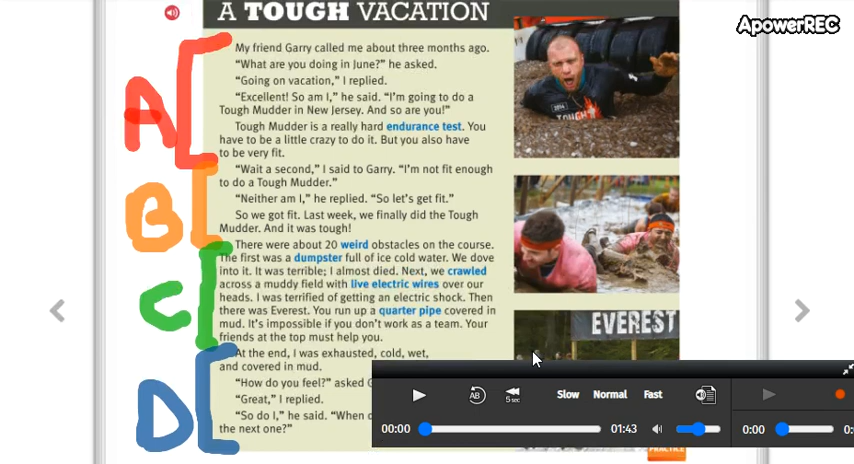 A TOUGH VACATION
ApowerREC
My friend Garry called me about three months ago.
"What are you doing in June?" he asked.
"Going on vacation," I replied.
"Excellent! So am I," he said. "I'm going to do a
Tough Mudder in New Jersey. And so are you!"
Tough Mudder is a really hard endurance test. You
have to be a little crazy to do it. But you also have
to be very fit.
"Wait a second," I said to Garry. "I'm not fit enough
to do a Tough Mudder."
"Neither am I," he replied. "So let's get fit."
So we got fit. Last week, we finally did the Tough
Mudder. And it was tough!
There were about 20 weird obstacles on the course.
The first was a dumpster full of ice cold water. We dove
into it. It was terrible; I almost died. Next, we crawled
across a muddy field with live electric wires over our
heads. I was terrified of getting an electric shock. Then
there was Everest. You run up a quarter pipe covered in
mud. It's impossible if you don't work as a team. Your
friends at the top must help you.
At the end, I was exhausted, cold, wet,
and covered in mud.
"How do you feel?" asked G
"Great," I replied.
"So do I," he said. "When
the next one?"
A
B
C
D
TOUGH
EVEREST
AB
5 sec
Slow Normal Fast
00:00 01:43 0:00 0:
PRACTICE